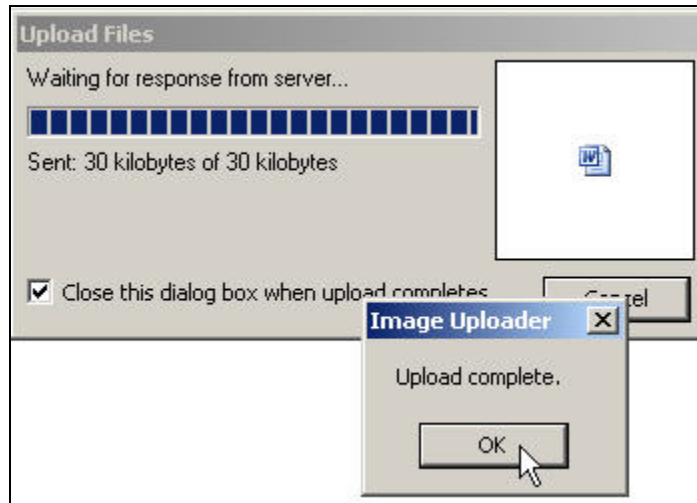 Upload Files
Waiting for response from server...
Sent: 30 kilobytes of 30 kilobytes
Close this dialog box when upload completes
Image Uploader
Upload complete.
OK